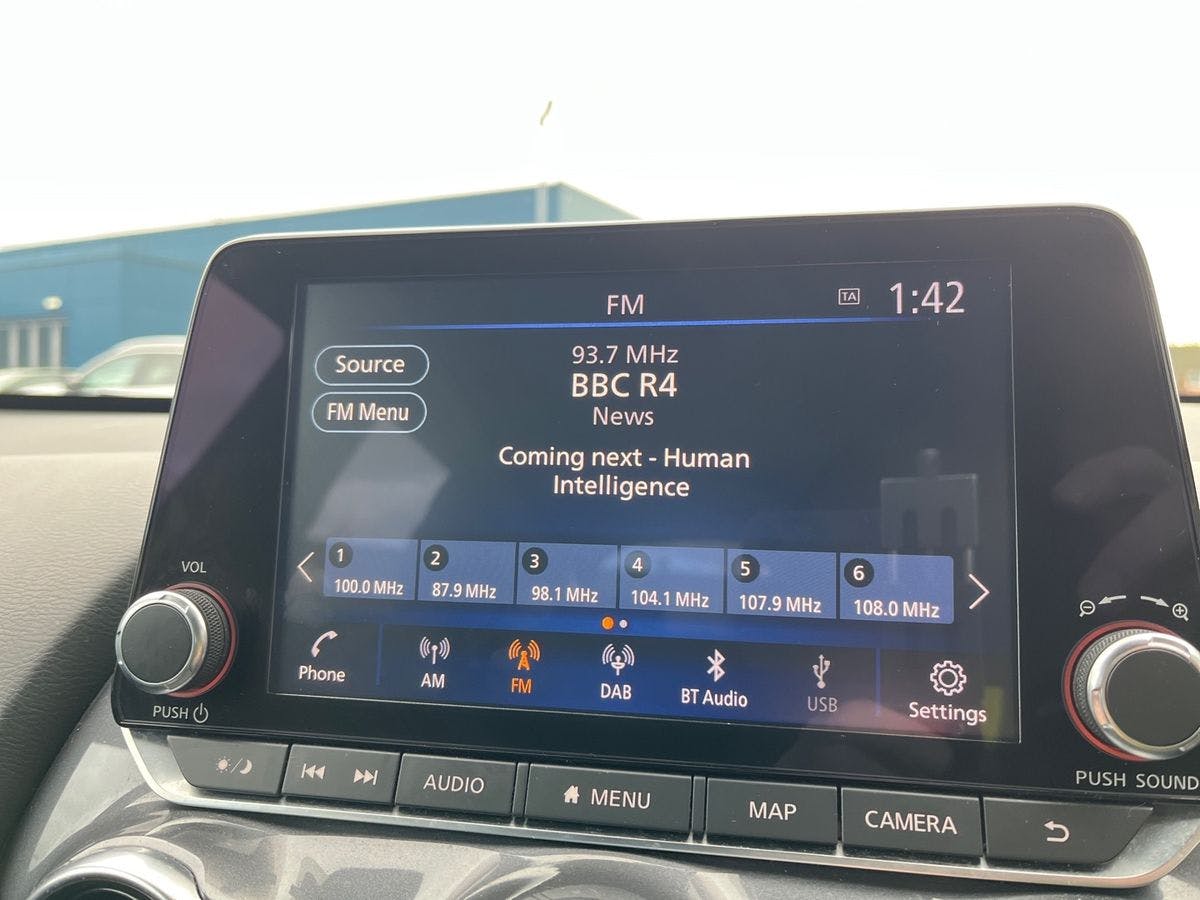 FM
TA
1:42
Source
93.7 MHz
BBC R4
FM Menu
News
Coming next - Human
Intelligence
1
100.0 MHz
2
87.9 MHz
3
98.1 MHz
4
104.1 MHz
5
107.9 MHz
6
108.0 MHz
Phone
AM
FM
DAB
BT Audio
USB
Settings
VOL
PUSH
PUSH SOUND
AUDIO
MENU
MAP
CAMERA